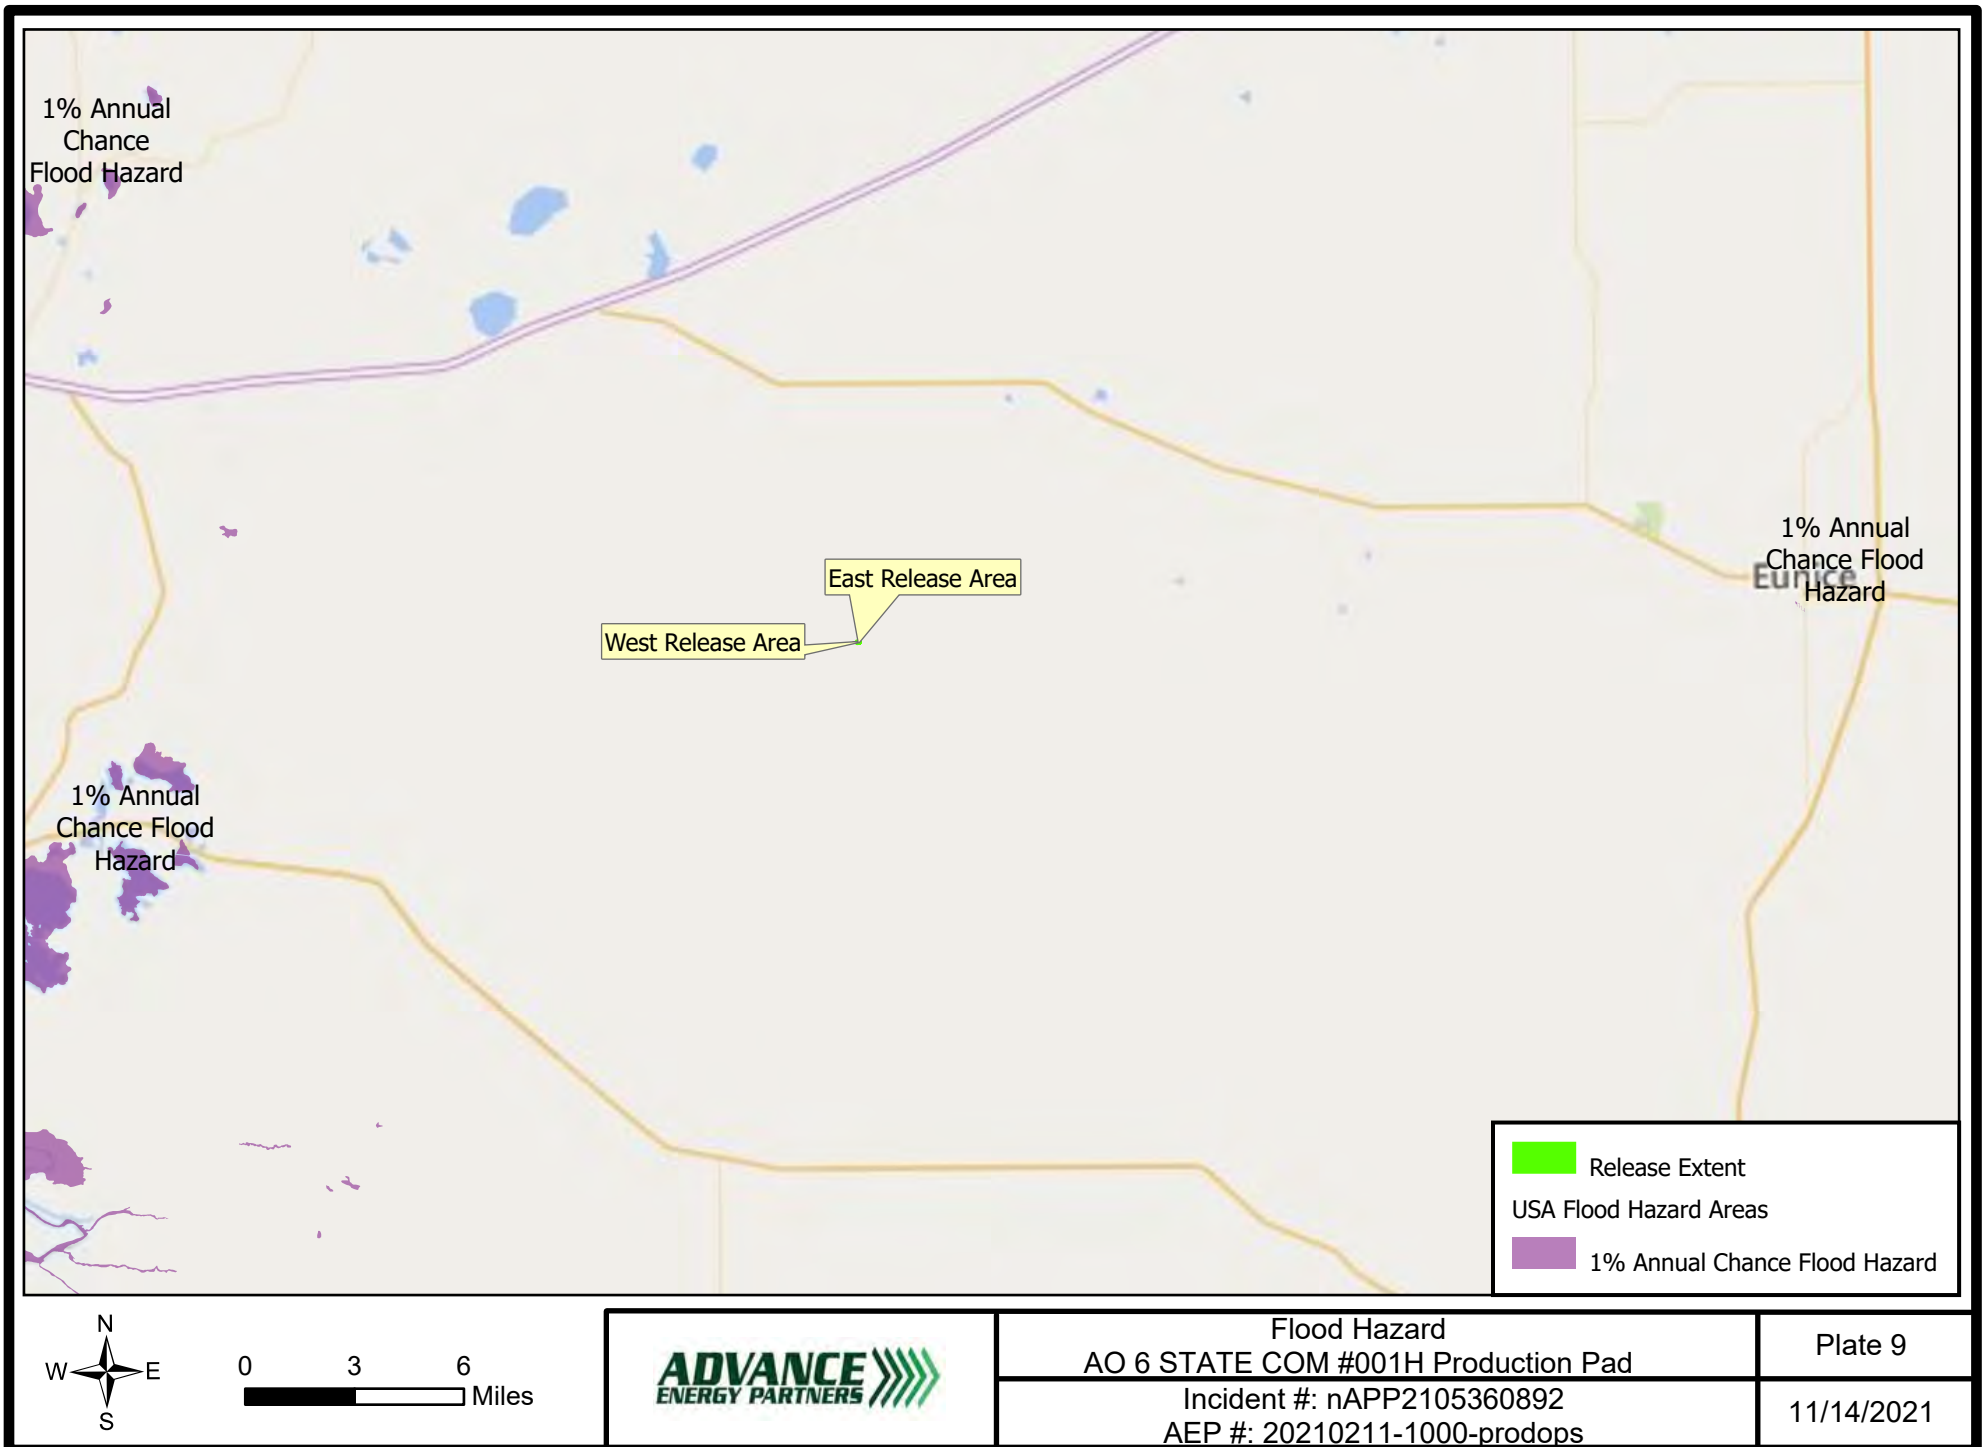 1% Annual
Chance
Flood Hazard
East Release Area
West Release Area
1% Annual
Chance Flood
Hazard
Eunice
1% Annual
Chance Flood
Hazard
Release Extent
USA Flood Hazard Areas
1% Annual Chance Flood Hazard
N
W E
S
0 3 6
Miles
ADVANCE
ENERGY PARTNERS
Flood Hazard
AO 6 STATE COM #001H Production Pad
Incident #: nAPP2105360892
AEP #: 20210211-1000-prodops
Plate 9
11/14/2021